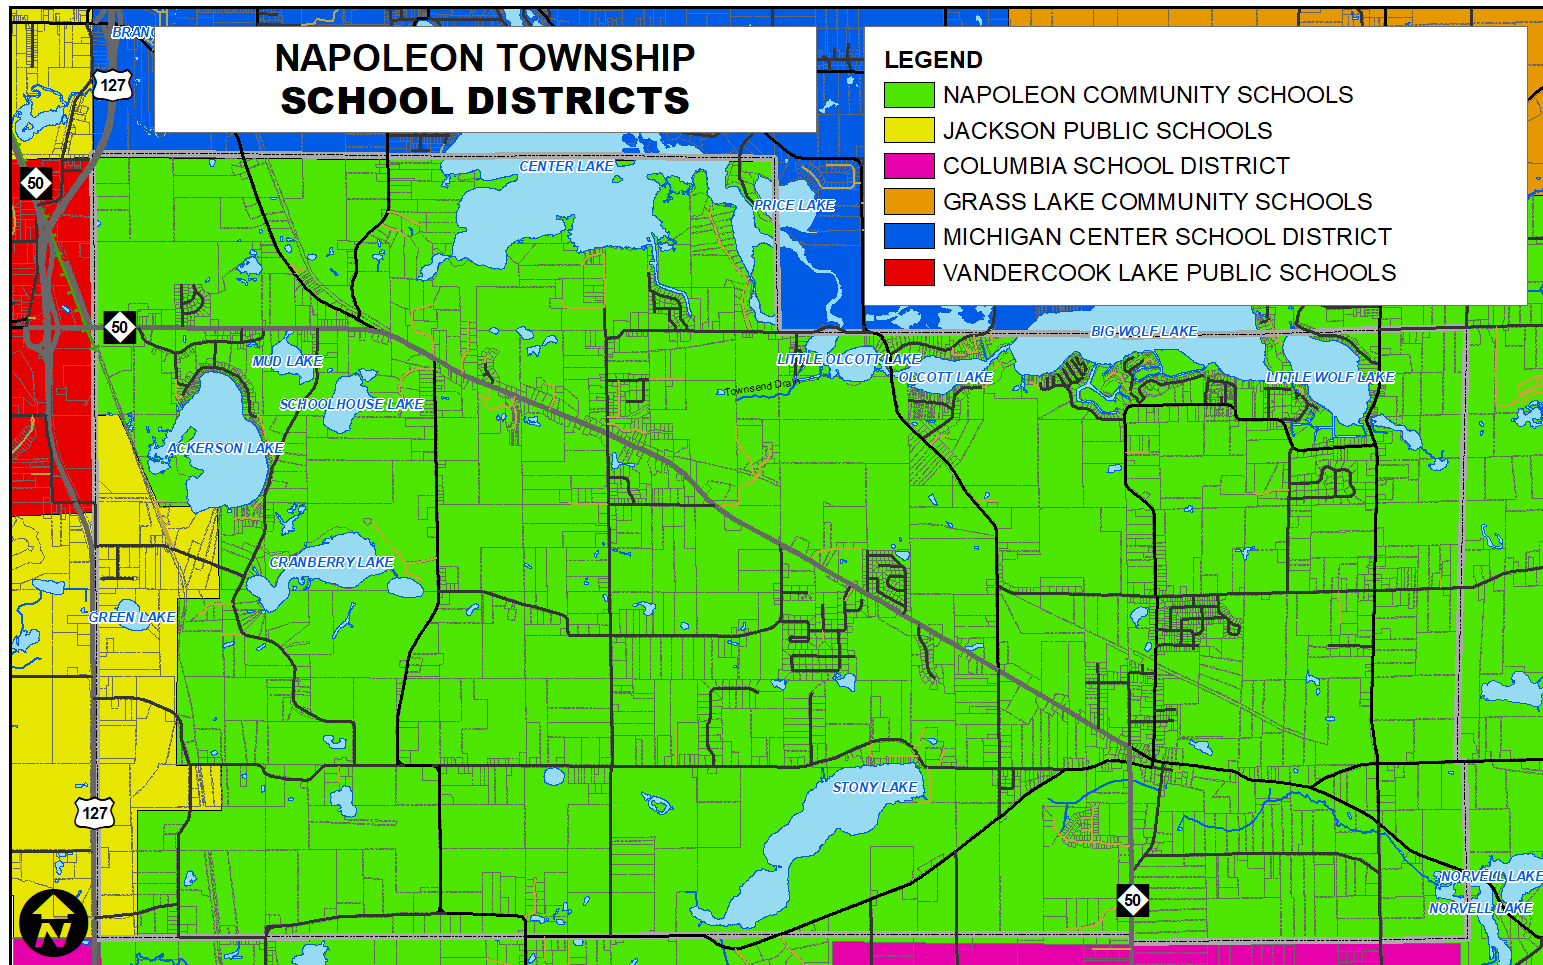 BRANC
127
NAPOLEON TOWNSHIP
SCHOOL DISTRICTS
LEGEND
NAPOLEON COMMUNITY SCHOOLS
JACKSON PUBLIC SCHOOLS
COLUMBIA SCHOOL DISTRICT
GRASS LAKE COMMUNITY SCHOOLS
MICHIGAN CENTER SCHOOL DISTRICT
VANDERCOOK LAKE PUBLIC SCHOOLS
CENTER LAKE
50
PRICE LAKE
50
BIG WOLF LAKE
MUD LAKE
LITTLE OLCOTT LAKE
OLCOTT LAKE
LITTLE WOLF LAKE
Townsend Drain
SCHOOLHOUSE LAKE
ACKERSON LAKE
CRANBERRY LAKE
GREEN LAKE
STONY LAKE
127
NORVELL LAKE
50
NORVELL LAKE
N